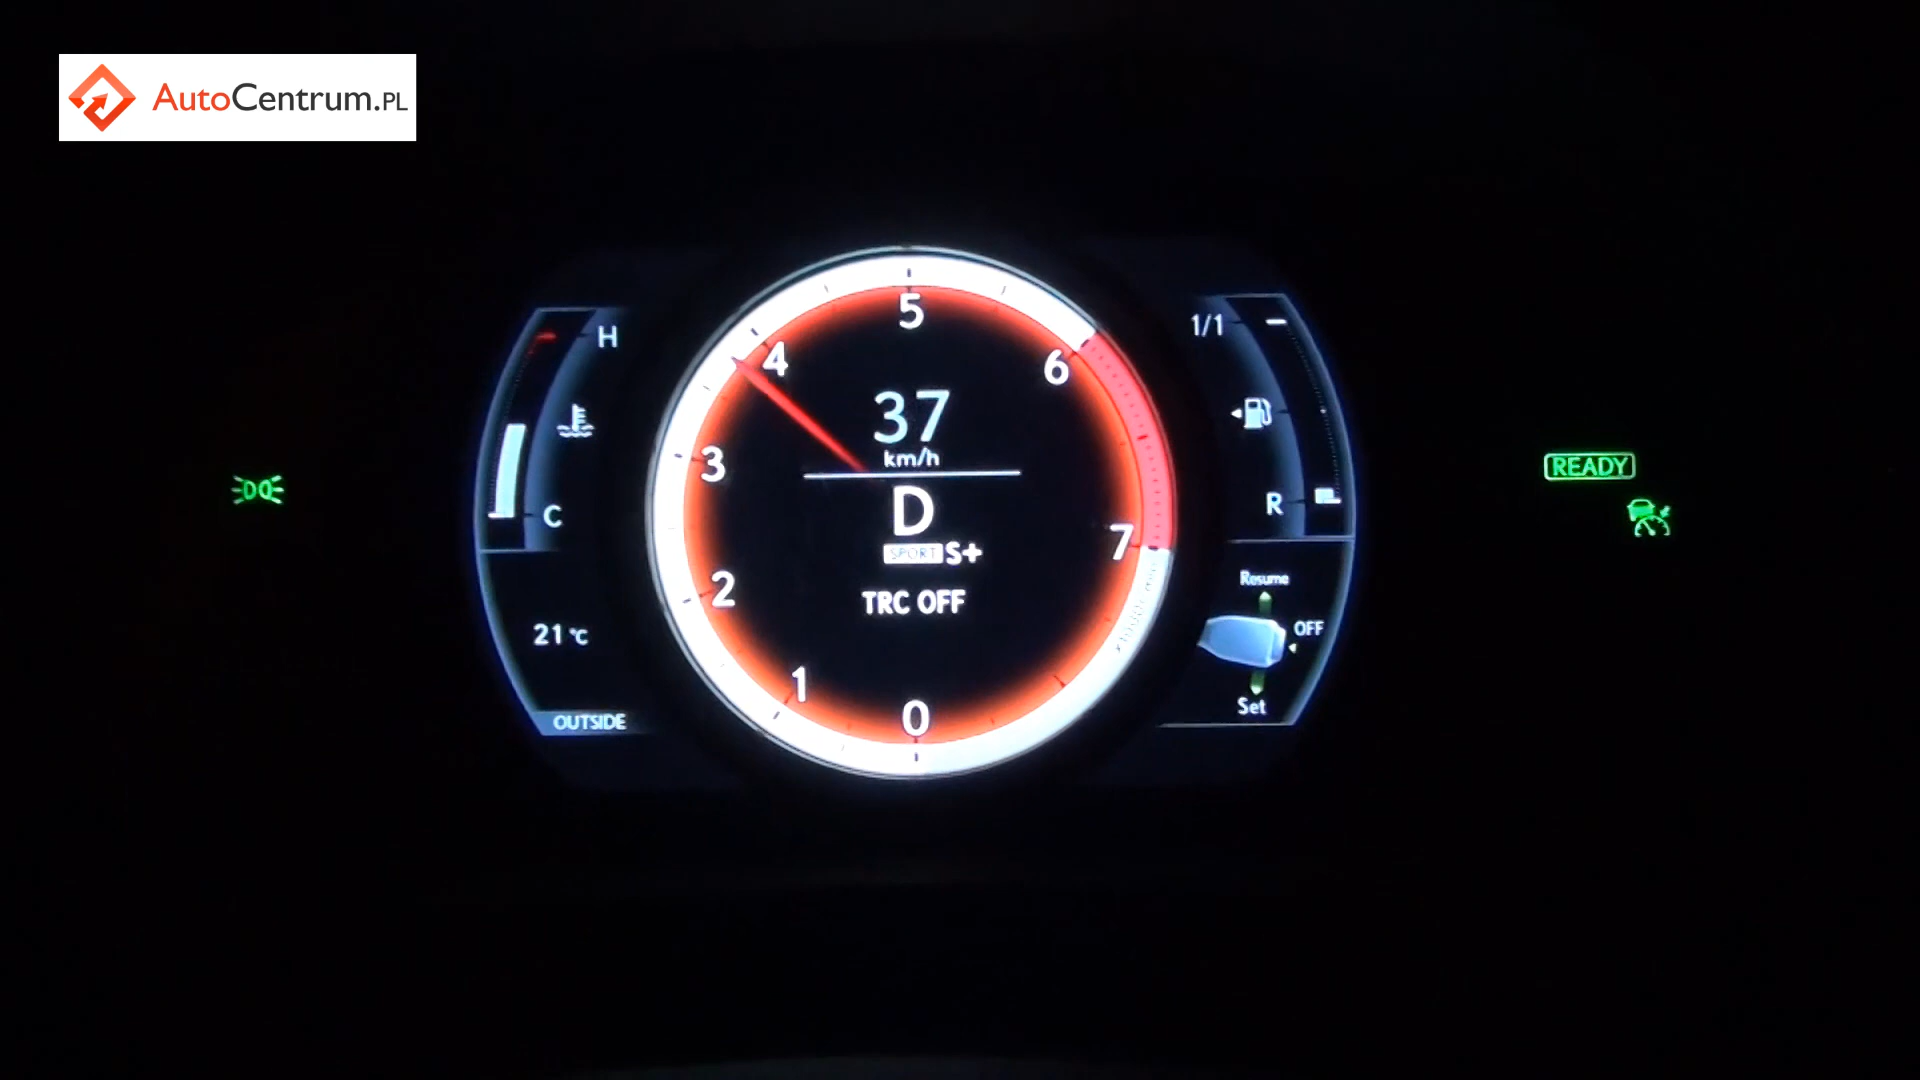 AutoCentrum.PL
H
C
21 °C
OUTSIDE
5
4
6
3
7
2
1
0
37
km/h
D
SPORT S+
TRC OFF
1/1
R
Resume
OFF
Set
READY